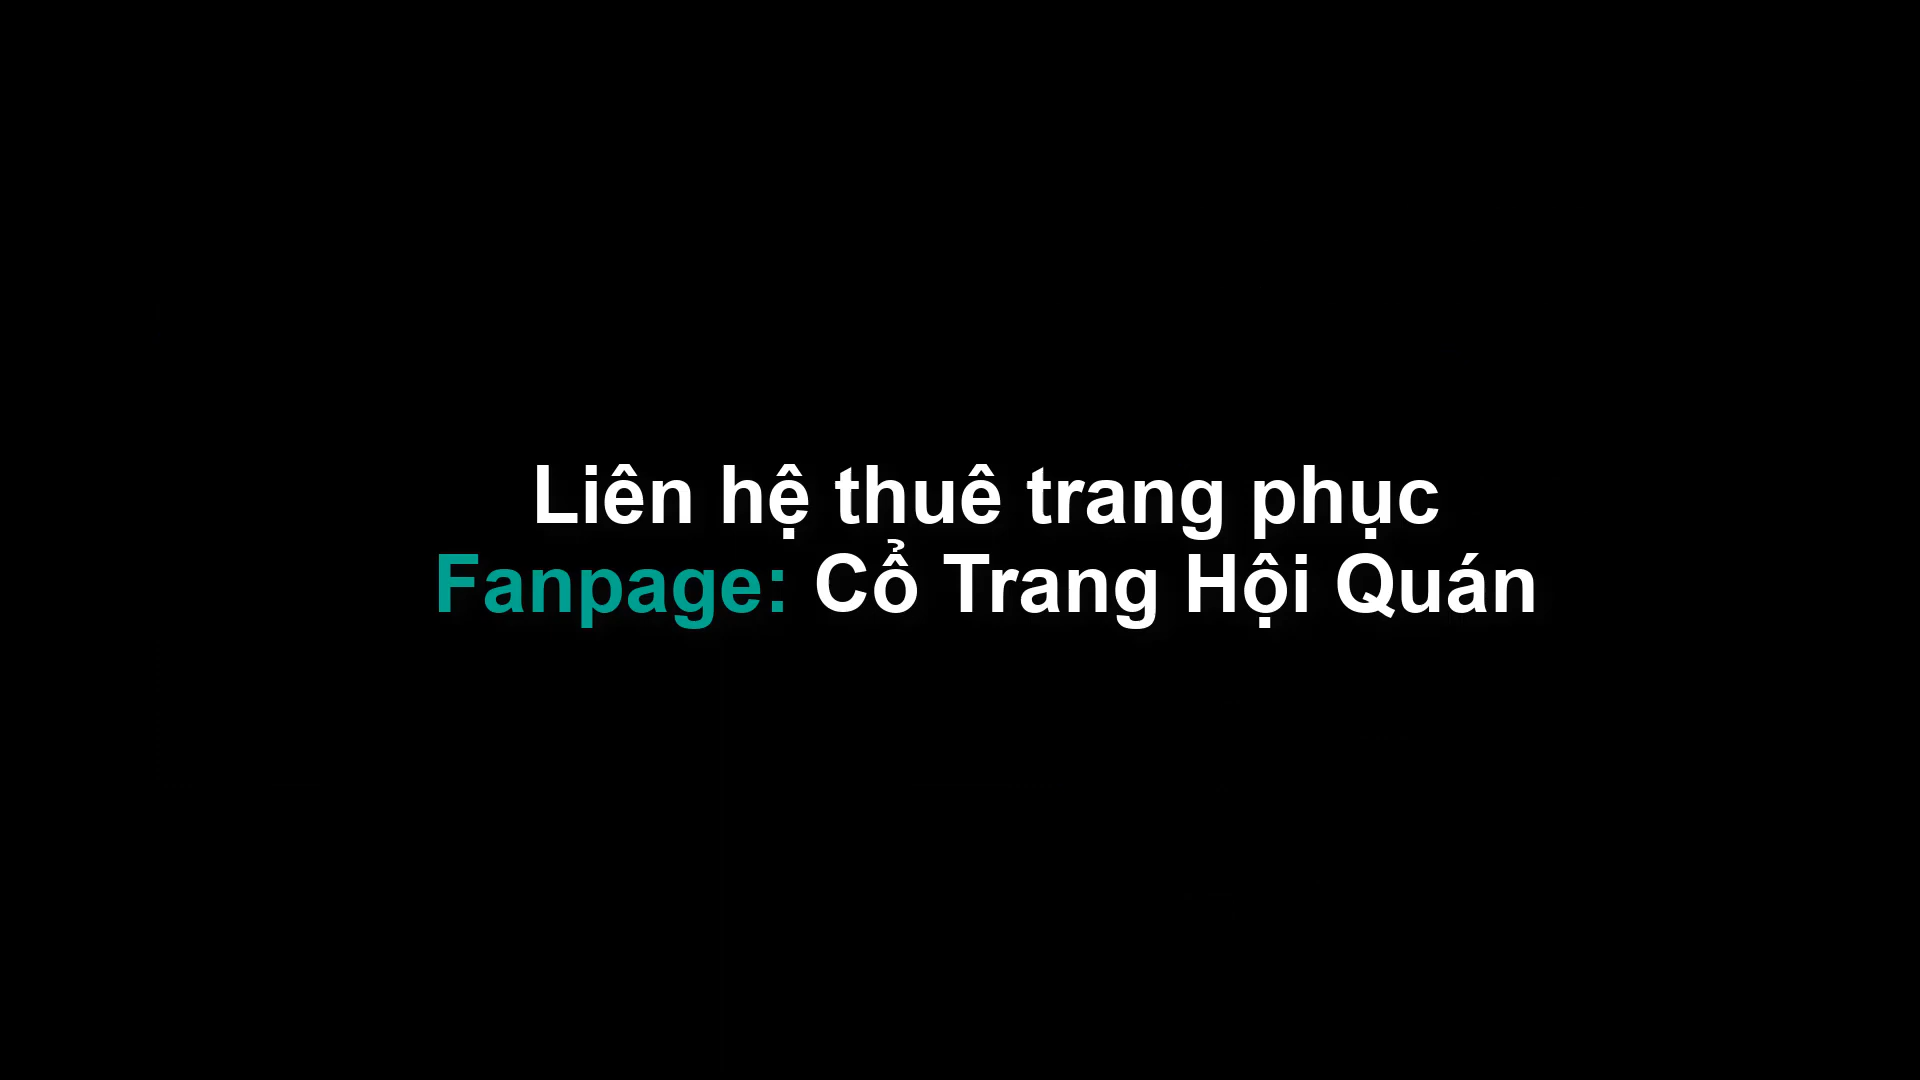 Liên hệ thuê trang phục
Fanpage: Cổ Trang Hội Quán